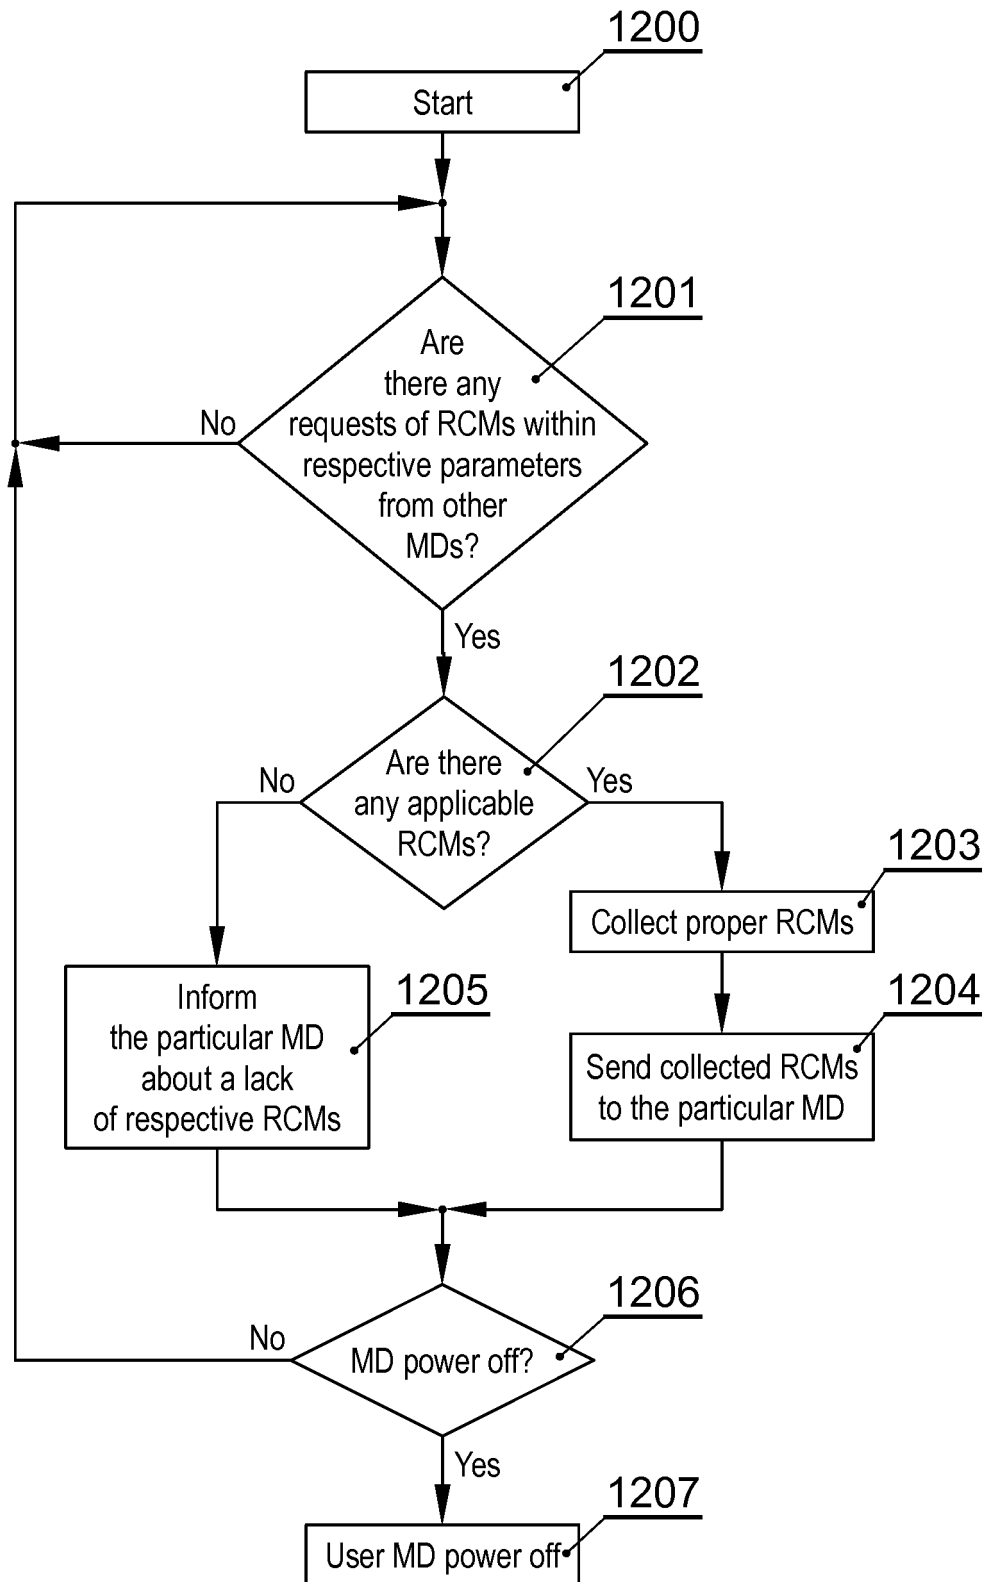 1200
Start
1201
Are
there any
requests of RCMs within
respective parameters
from other
MDs?
No
Yes
1202
Are there
any applicable
RCMs?
No
Yes
1203
Collect proper RCMs
1205
Inform
the particular MD
about a lack
of respective RCMs
1204
Send collected RCMs
to the particular MD
1206
MD power off?
No
Yes
1207
User MD power off